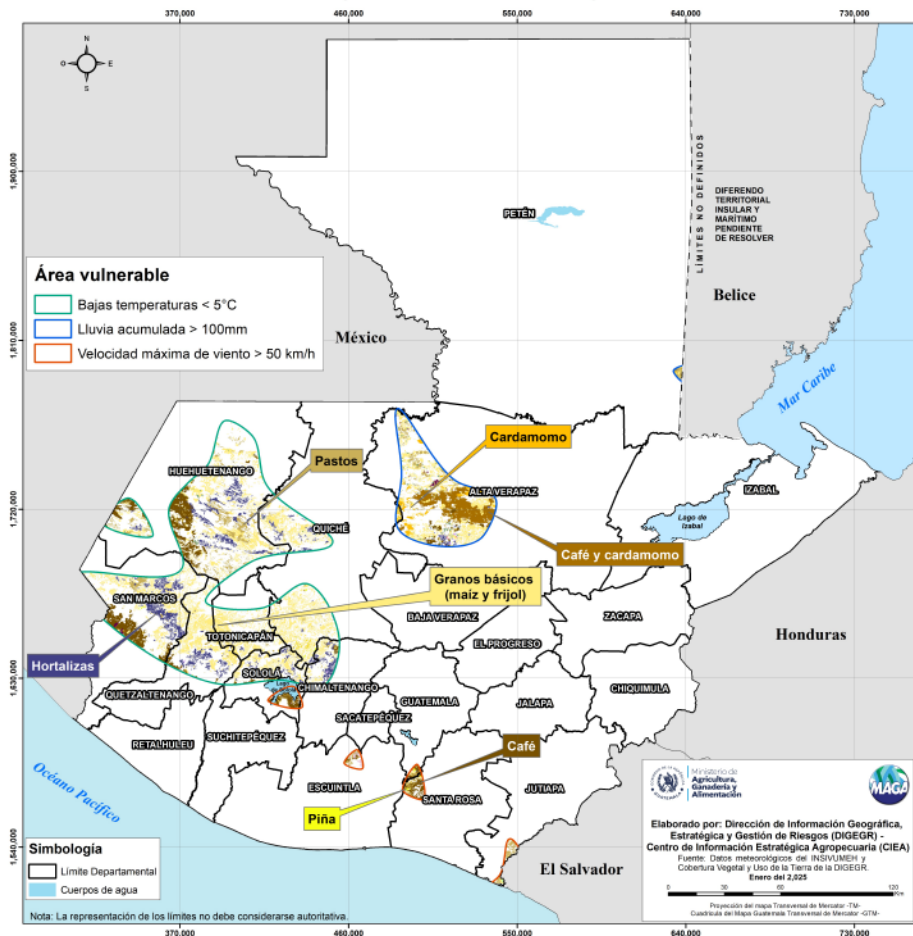 370,000
460,000
550,000
640,000
730,000
N
O
E
S
1,900,000
1,810,000
1,720,000
1,630,000
1,540,000
PETÉN
LÍMITES NO DEFINIDOS
DIFERENDO
TERRITORIAL
INSULAR Y
MARÍTIMO
PENDIENTE
DE RESOLVER
Área vulnerable
Bajas temperaturas < 5°C
Lluvia acumulada > 100mm
Velocidad máxima de viento > 50 km/h
México
Belice
Mar Caribe
Cardamomo
Pastos
HUEHUETENANGO
ALTA VERAPAZ
IZABAL
QUICHÉ
Lago de
Izabal
Café y cardamomo
Granos básicos
(maíz y frijol)
SAN MARCOS
BAJA VERAPAZ
ZACAPA
TOTONICAPÁN
EL PROGRESO
Honduras
Hortalizas
SOLOLÁ
QUETZALTENANGO
CHIMALTENANGO
GUATEMALA
JALAPA
CHIQUIMULA
SACATEPÉQUEZ
RETALHULEU
SUCHITEPÉQUEZ
Café
Océano Pacífico
ESCUINTLA
SANTA ROSA
JUTIAPA
Piña
El Salvador
Simbología
Límite Departamental
Cuerpos de agua
Nota: La representación de los límites no debe considerarse autoritativa.
Ministerio de
Agricultura,
Ganadería y
Alimentación
MAGA
Elaborado por: Dirección de Información Geográfica,
Estratégica y Gestión de Riesgos (DIGEGR) -
Centro de Información Estratégica Agropecuaria (CIEA)
Fuente: Datos meteorológicos del INSIVUMEH y
Cobertura Vegetal y Uso de la Tierra de la DIGEGR.
Enero del 2,025
0
30
60
120
Km
Proyección del mapa Transversal de Mercator -TM-
Cuadrícula del Mapa Guatemala Transversal de Mercator -GTM-
370,000
460,000
550,000
640,000
730,000